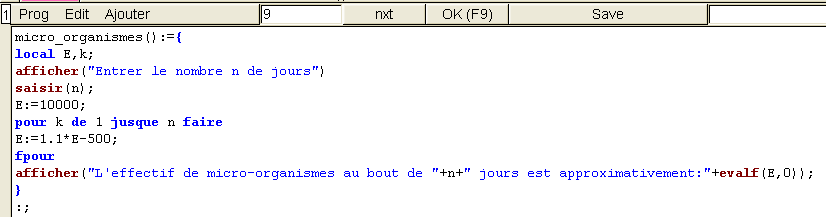 1 Prog Edit Ajouter 9 nxt OK (F9) Save
micro_organismes():={
local E,k;
afficher("Entrer le nombre n de jours")
saisir(n);
E:=10000;
pour k de 1 jusque n faire
E:=1.1*E-500;
fpour
afficher("L'effectif de micro-organismes au bout de "+n+" jours est approximativement:"+evalf(E,0));
}
:;